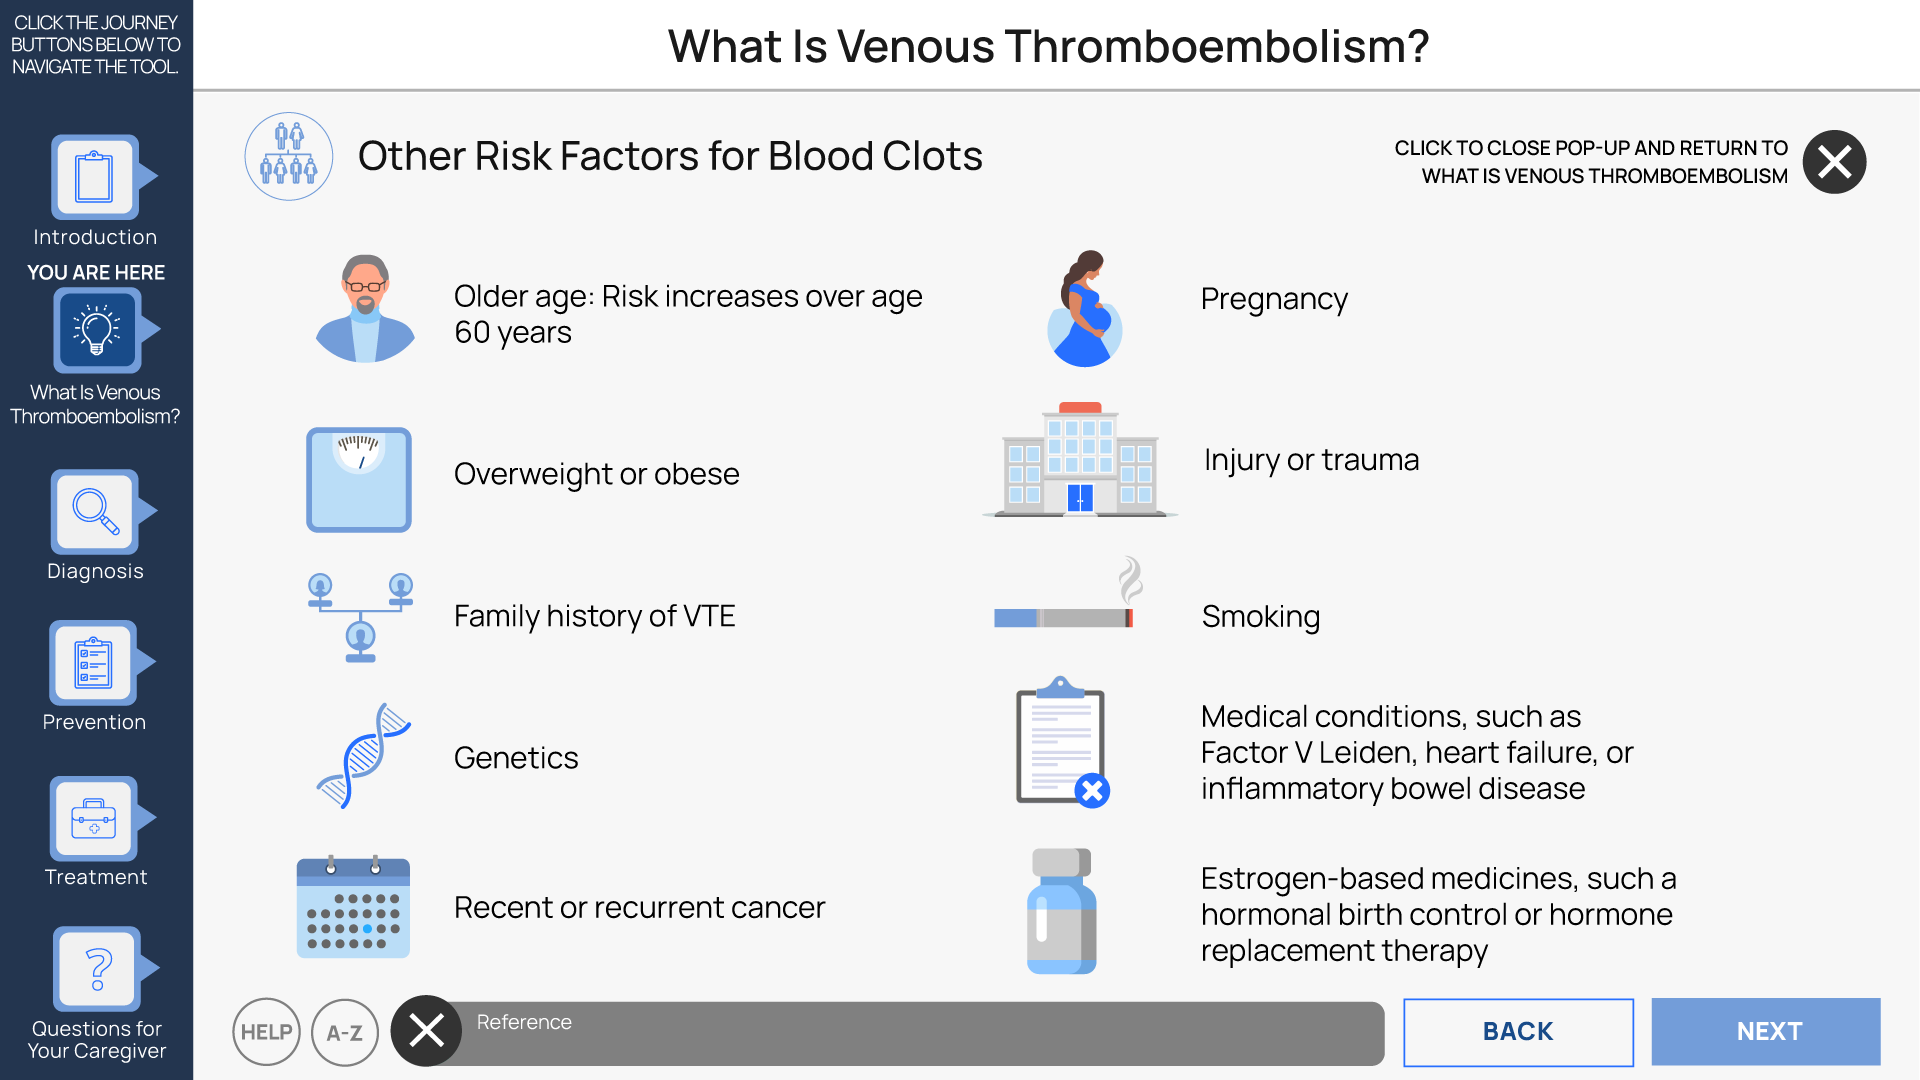 CLICK THE JOURNEY
BUTTONS BELOW TO
NAVIGATE THE TOOL.
Introduction
YOU ARE HERE
What Is Venous
Thromboembolism?
Diagnosis
Prevention
Treatment
?
Questions for
Your Caregiver
What Is Venous Thromboembolism?
Other Risk Factors for Blood Clots
CLICK TO CLOSE POP-UP AND RETURN TO
WHAT IS VENOUS THROMBOEMBOLISM
Older age: Risk increases over age
60 years
Overweight or obese
Family history of VTE
Genetics
Recent or recurrent cancer
Pregnancy
Injury or trauma
Smoking
Medical conditions, such as
Factor V Leiden, heart failure, or
inflammatory bowel disease
Estrogen-based medicines, such a
hormonal birth control or hormone
replacement therapy
HELP
A-Z
Reference
BACK
NEXT